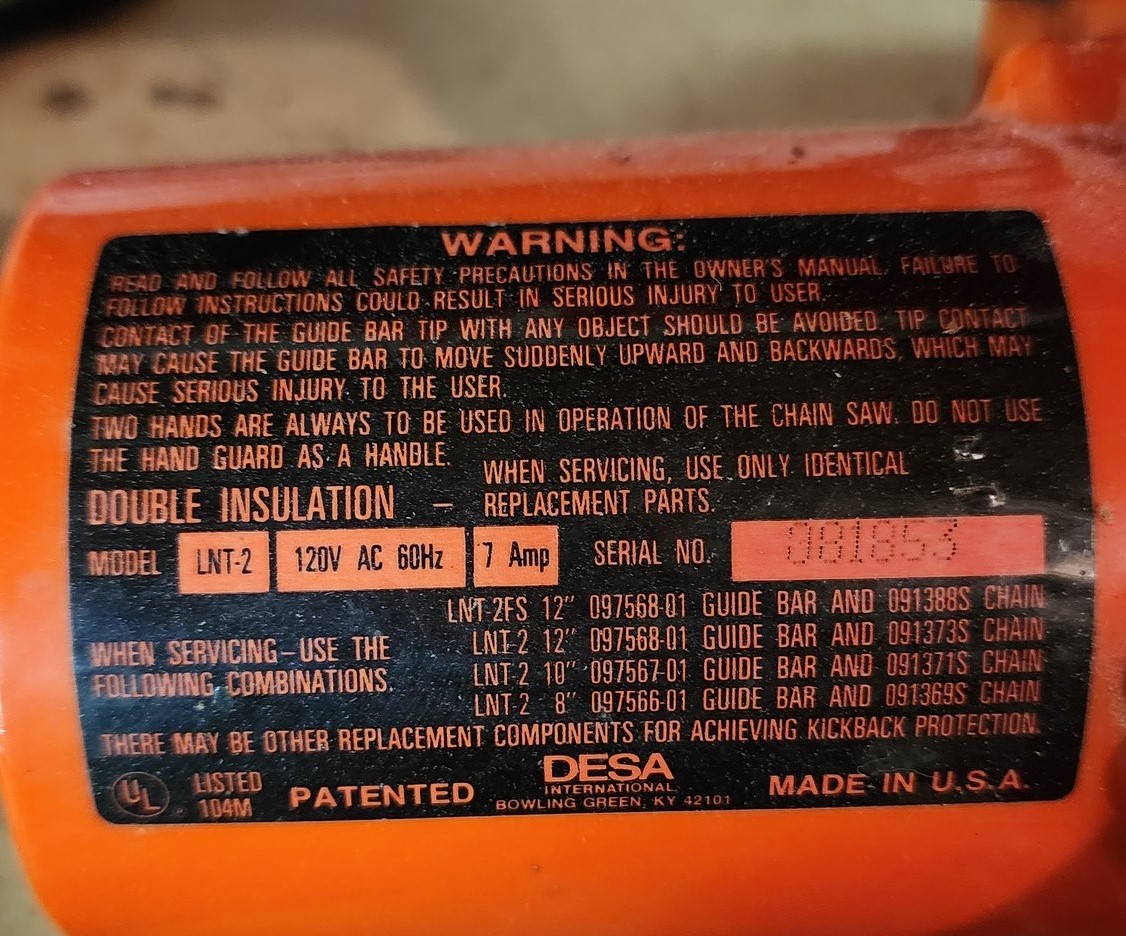 WARNING:
READ AND FOLLOW ALL SAFETY PRECAUTIONS IN THE OWNER'S MANUAL. FAILURE TO
FOLLOW INSTRUCTIONS COULD RESULT IN SERIOUS INJURY TO USER.
CONTACT OF THE GUIDE BAR TIP WITH ANY OBJECT SHOULD BE AVOIDED. TIP CONTACT
MAY CAUSE THE GUIDE BAR TO MOVE SUDDENLY UPWARD AND BACKWARDS, WHICH MAY
CAUSE SERIOUS INJURY TO THE USER.
TWO HANDS ARE ALWAYS TO BE USED IN OPERATION OF THE CHAIN SAW. DO NOT USE
THE HAND GUARD AS A HANDLE.
WHEN SERVICING, USE ONLY IDENTICAL
DOUBLE INSULATION – REPLACEMENT PARTS.
MODEL LNT-2 120V AC 60Hz 7 Amp SERIAL NO. 081853
LNT-2FS 12" 097568-01 GUIDE BAR AND 091388S CHAIN
WHEN SERVICING–USE THE LNT-2 12" 097568-01 GUIDE BAR AND 091373S CHAIN
FOLLOWING COMBINATIONS. LNT-2 10" 097567-01 GUIDE BAR AND 091371S CHAIN
LNT-2 8" 097566-01 GUIDE BAR AND 091369S CHAIN
THERE MAY BE OTHER REPLACEMENT COMPONENTS FOR ACHIEVING KICKBACK PROTECTION.
UL LISTED
104M
PATENTED
DESA
INTERNATIONAL
BOWLING GREEN, KY 42101
MADE IN U.S.A.